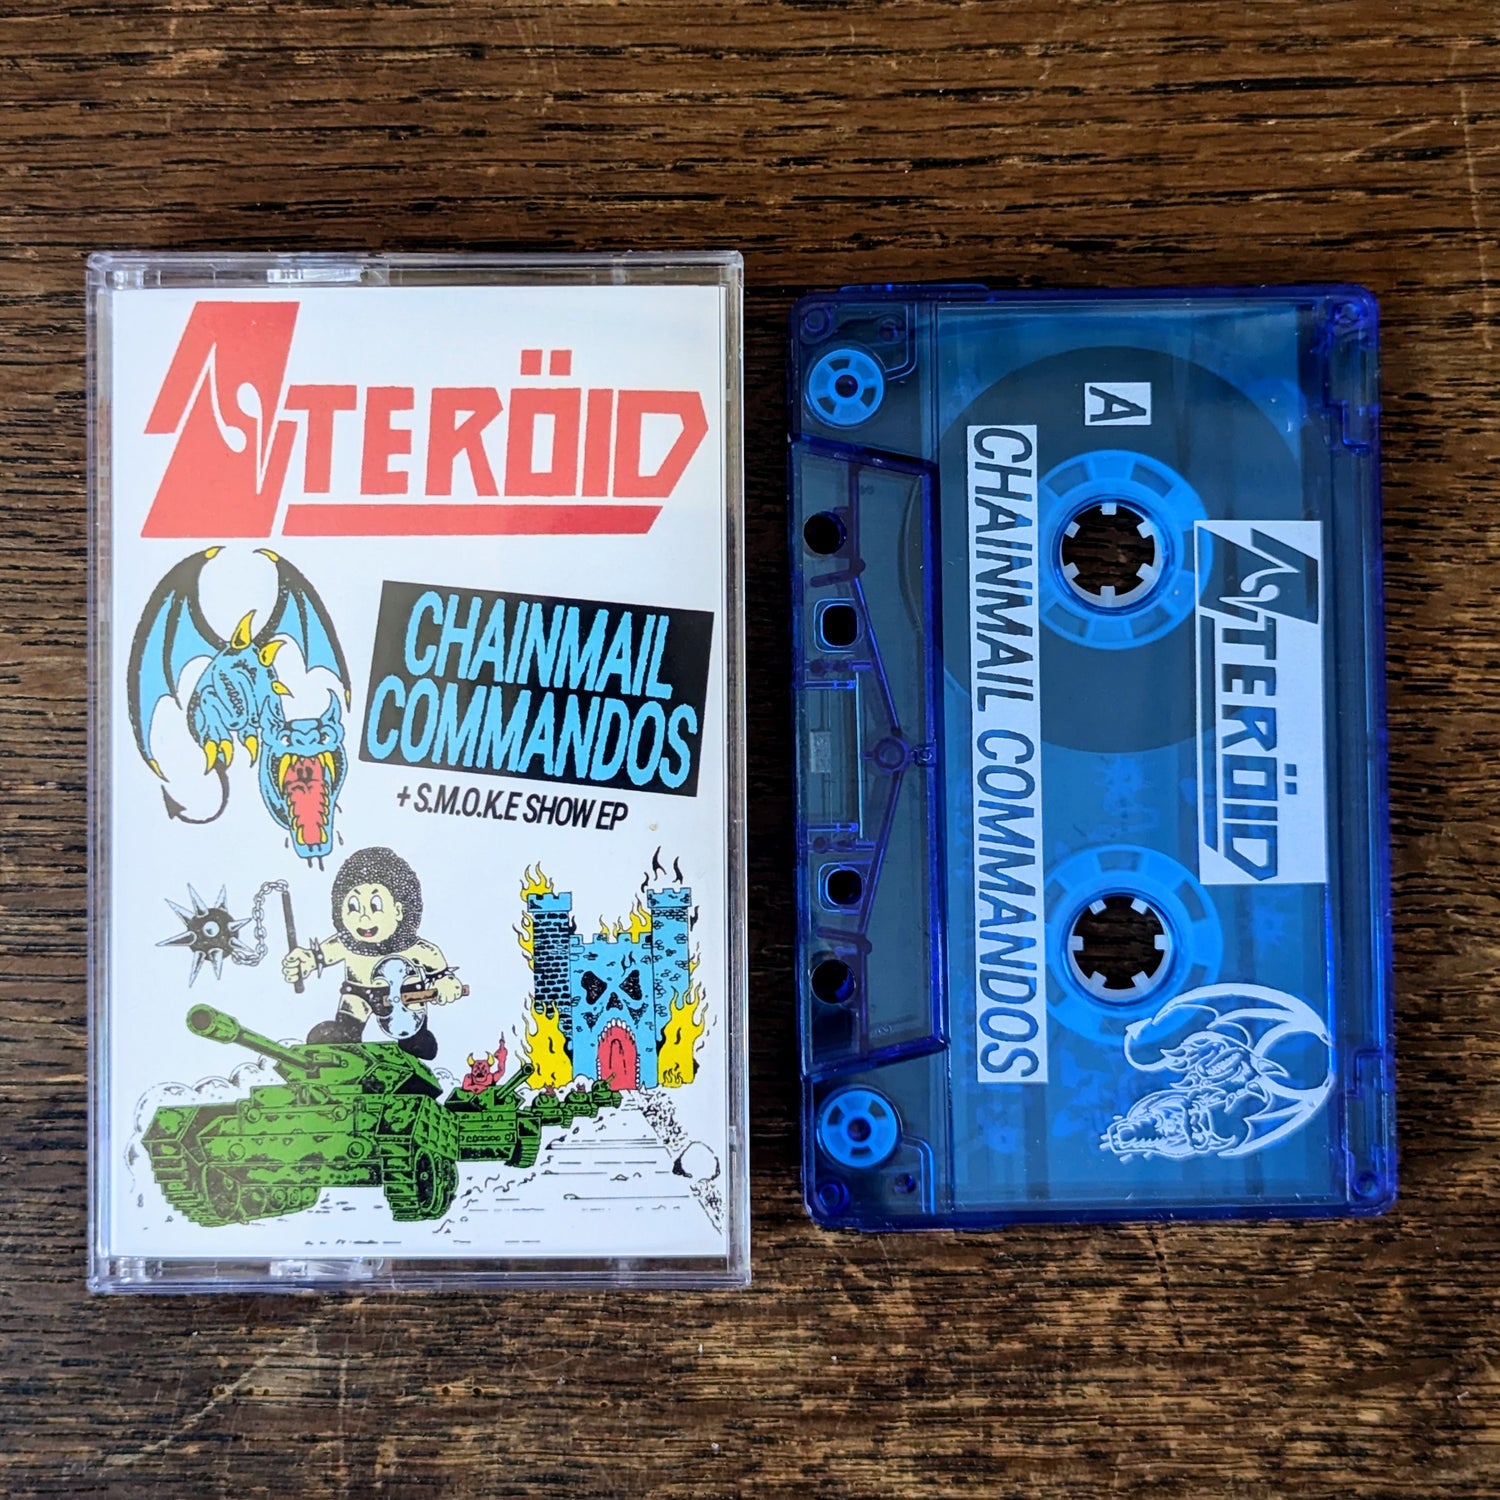 ASTERÖID
CHAINMAIL
COMMANDOS
+ S.M.O.K.E SHOW EP
A
CHAINMAIL COMMANDOS
ASTERÖID